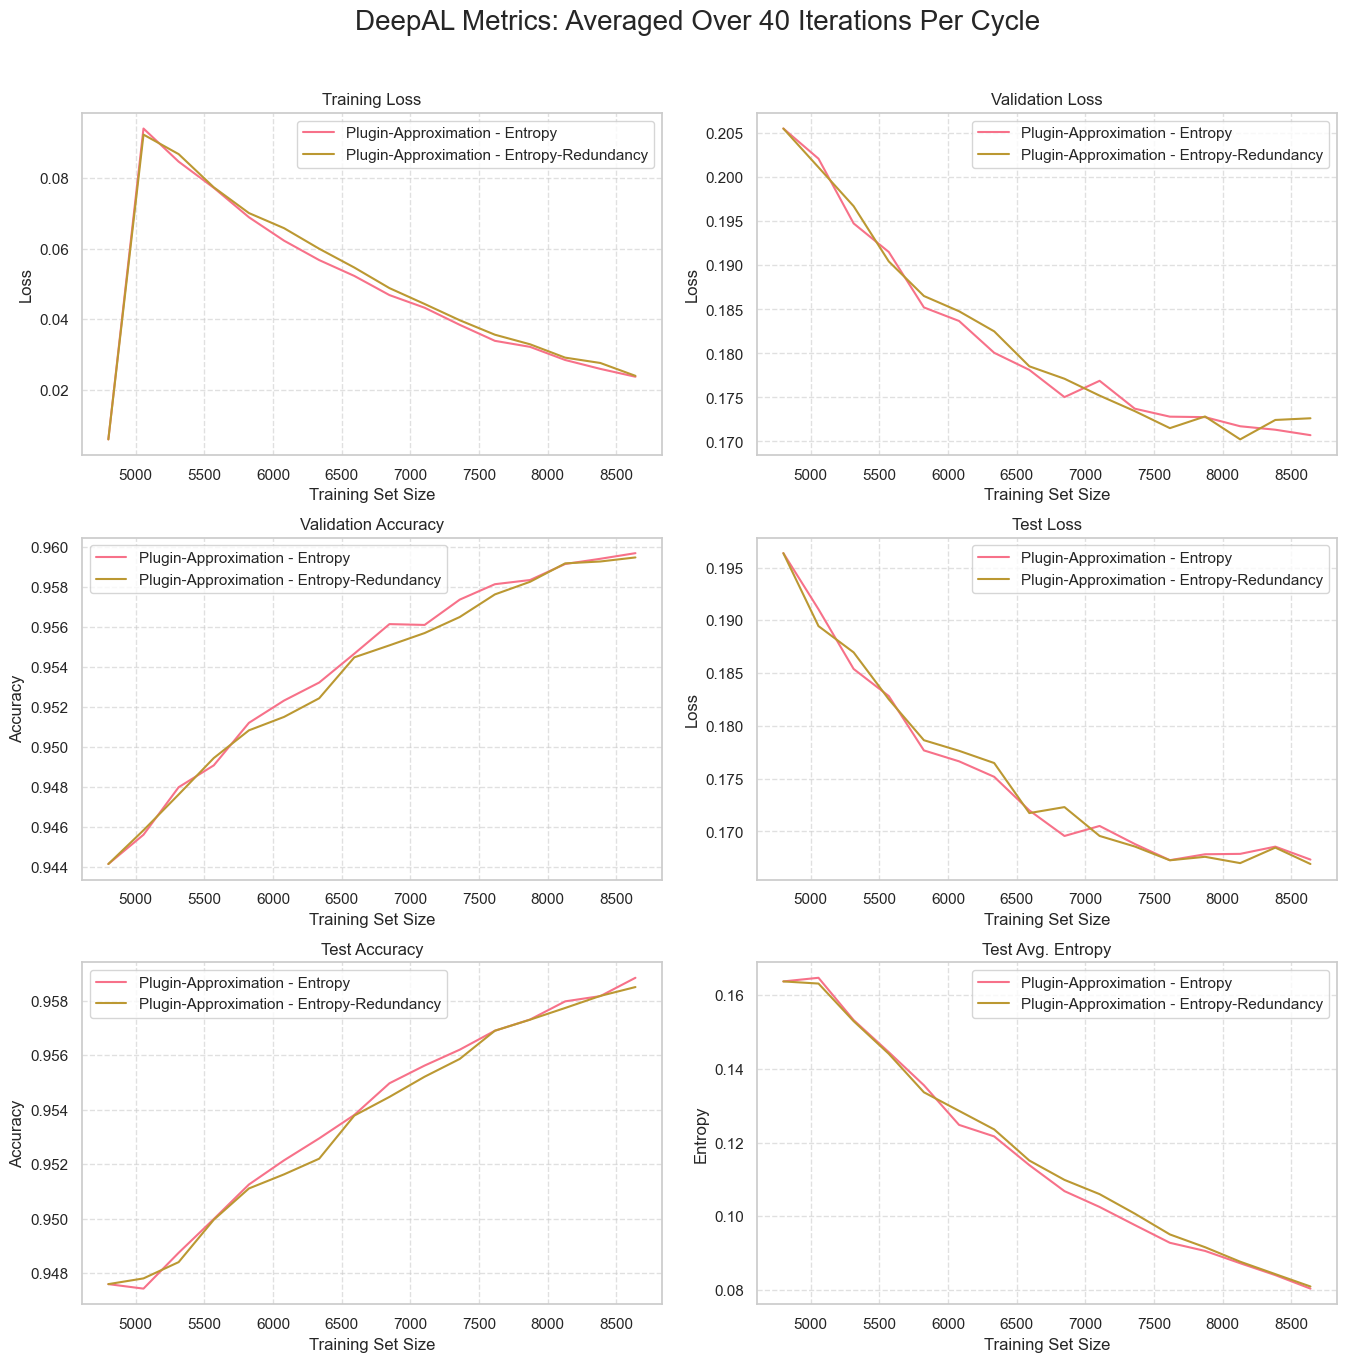 DeepAL Metrics: Averaged Over 40 Iterations Per Cycle
Training Loss
Plugin-Approximation - Entropy
Plugin-Approximation - Entropy-Redundancy
Loss
0.08
0.06
0.04
0.02
5000 5500 6000 6500 7000 7500 8000 8500
Training Set Size
Validation Loss
Plugin-Approximation - Entropy
Plugin-Approximation - Entropy-Redundancy
Loss
0.205
0.200
0.195
0.190
0.185
0.180
0.175
0.170
5000 5500 6000 6500 7000 7500 8000 8500
Training Set Size
Validation Accuracy
Plugin-Approximation - Entropy
Plugin-Approximation - Entropy-Redundancy
Accuracy
0.960
0.958
0.956
0.954
0.952
0.950
0.948
0.946
0.944
5000 5500 6000 6500 7000 7500 8000 8500
Training Set Size
Test Loss
Plugin-Approximation - Entropy
Plugin-Approximation - Entropy-Redundancy
Loss
0.195
0.190
0.185
0.180
0.175
0.170
5000 5500 6000 6500 7000 7500 8000 8500
Training Set Size
Test Accuracy
Plugin-Approximation - Entropy
Plugin-Approximation - Entropy-Redundancy
Accuracy
0.958
0.956
0.954
0.952
0.950
0.948
5000 5500 6000 6500 7000 7500 8000 8500
Training Set Size
Test Avg. Entropy
Plugin-Approximation - Entropy
Plugin-Approximation - Entropy-Redundancy
Entropy
0.16
0.14
0.12
0.10
0.08
5000 5500 6000 6500 7000 7500 8000 8500
Training Set Size